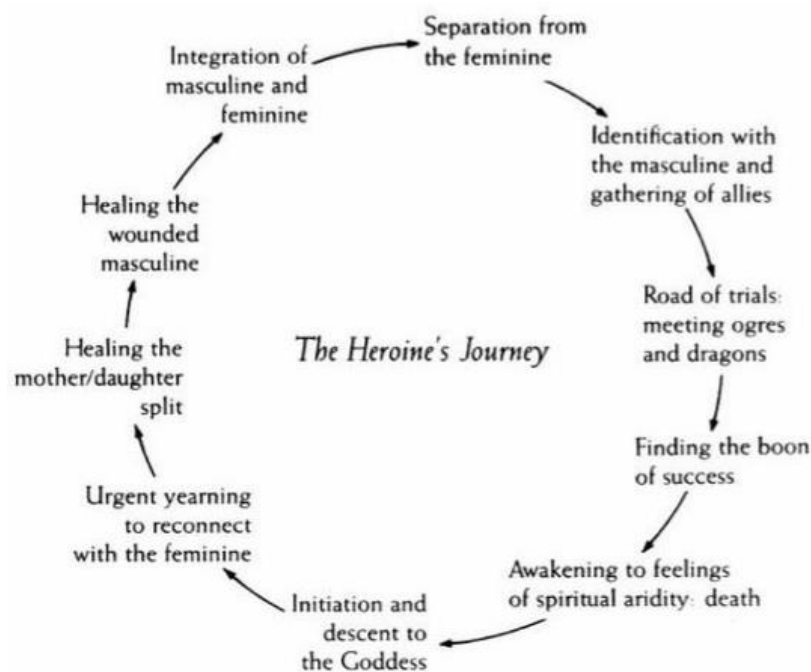 Separation from
the feminine
Identification with
the masculine and
gathering of allies
Road of trials:
meeting ogres
and dragons
Finding the boon
of success
Awakening to feelings
of spiritual aridity: death
Initiation and
descent to
the Goddess
Urgent yearning
to reconnect
with the feminine
Healing the
mother/daughter
split
Healing the
wounded
masculine
Integration of
masculine and
feminine
The Heroine's Journey